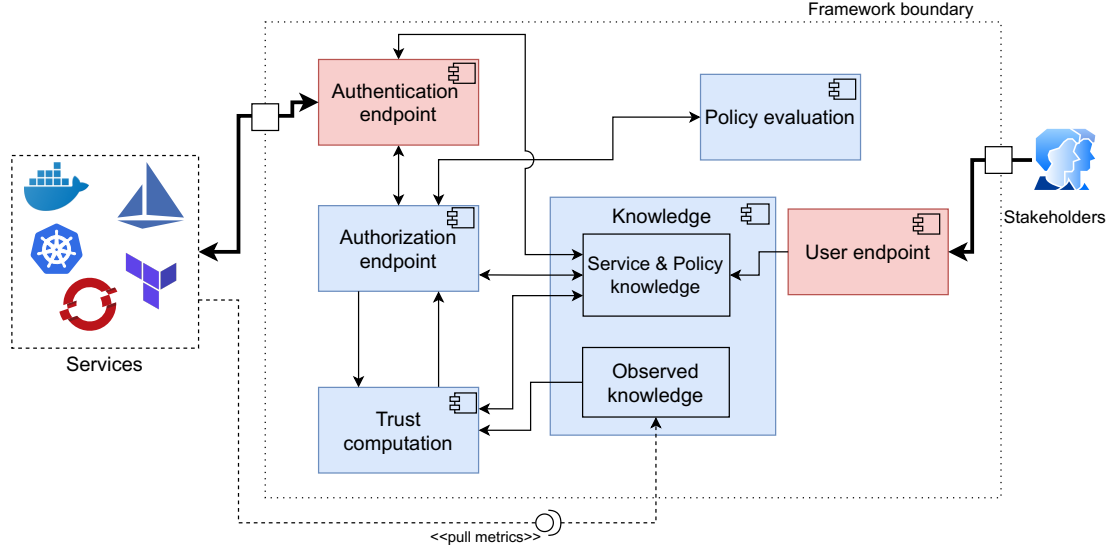 Framework boundary
Authentication
endpoint
Policy evaluation
Authorization
endpoint
Knowledge
Service & Policy
knowledge
User endpoint
Stakeholders
Services
Observed
knowledge
Trust
computation
<<pull metrics>>